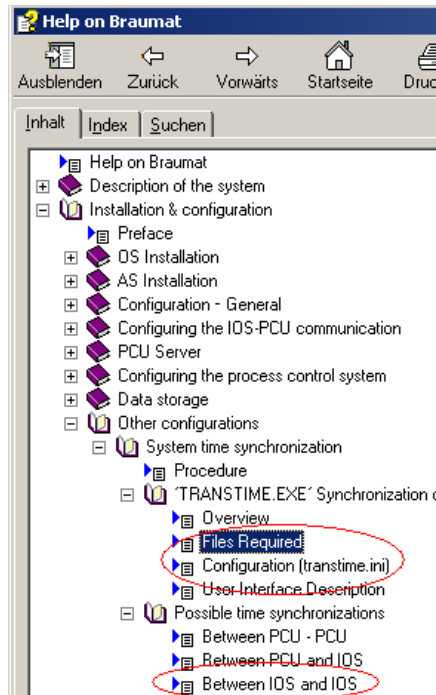 Help on Braumat
Ausblenden Zurück Vorwärts Startseite
Inhalt Index Suchen
Help on Braumat
Description of the system
Installation & configuration
Preface
OS Installation
AS Installation
Configuration - General
Configuring the IOS-PCU communication
PCU Server
Configuring the process control system
Data storage
Other configurations
System time synchronization
Procedure
´TRANSTIME.EXE´ Synchronization
Overview
Files Required
Configuration (transtime.ini)
User Interface Description
Possible time synchronizations
Between PCU - PCU
Between PCU and IOS
Between IOS and IOS